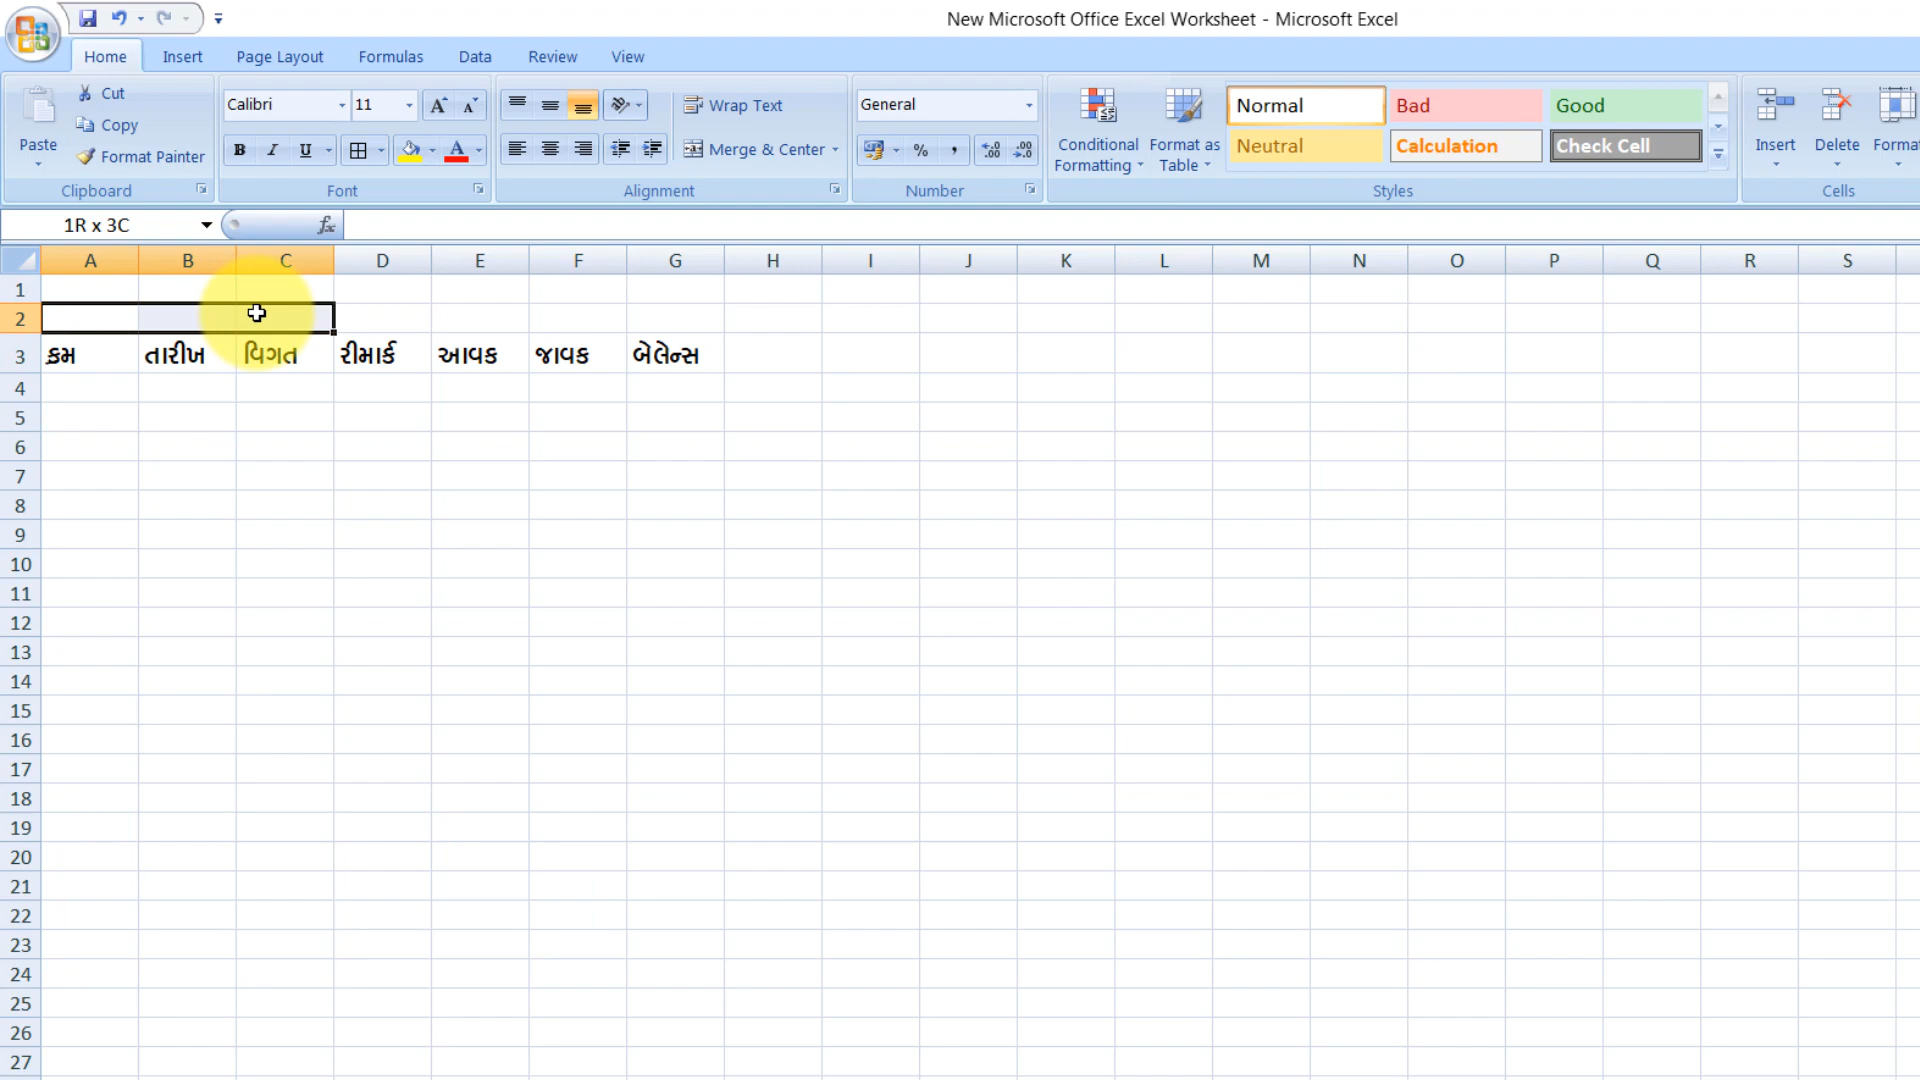 New Microsoft Office Excel Worksheet - Microsoft Excel
Home Insert Page Layout Formulas Data Review View
Paste Cut Copy Format Painter Clipboard
Calibri 11 B I U A Font
Wrap Text Merge & Center Alignment
General % , Number
Conditional Formatting Format as Table Normal Bad Good Neutral Calculation Check Cell Styles
Insert Delete Format Cells
1R x 3C fx
A B C D E F G H I J K L M N O P Q R S
1
2
3 ક્રમ તારીખ વિગત રીમાર્ક આવક જાવક બેલેન્સ
4
5
6
7
8
9
10
11
12
13
14
15
16
17
18
19
20
21
22
23
24
25
26
27